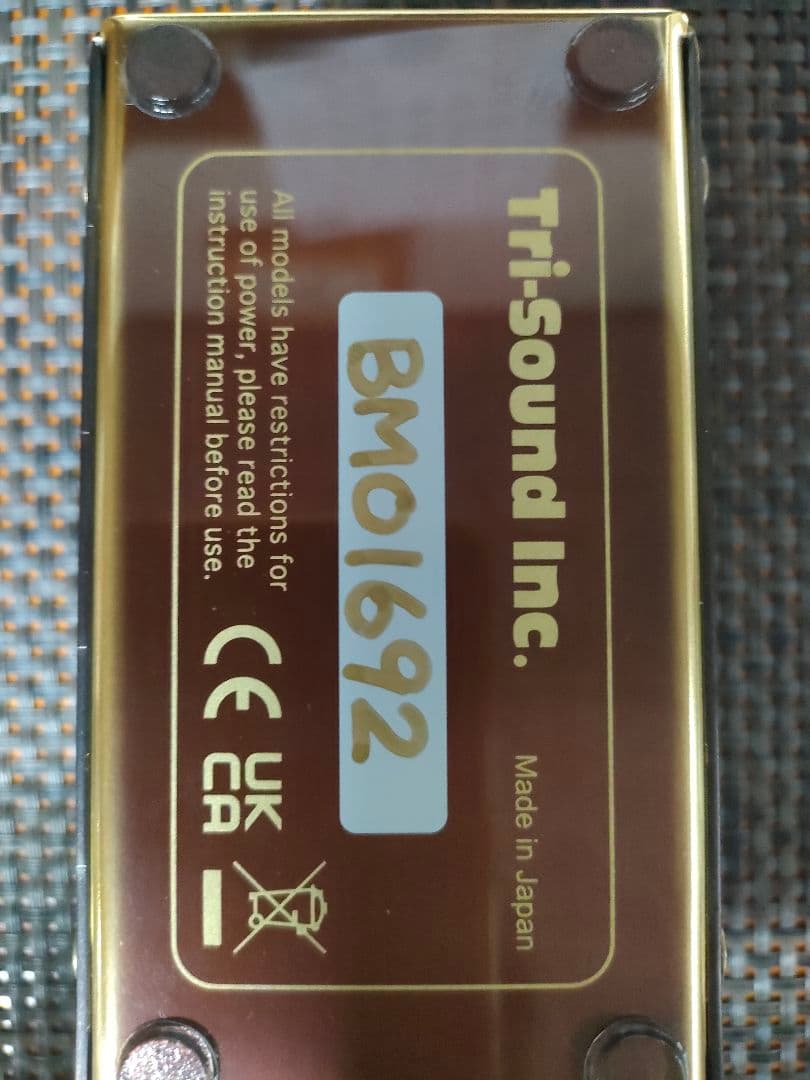 Tri-Sound Inc.
Made in Japan
BM01692
All models have restrictions for
use of power, please read the
instruction manual before use.
CE
UK
CA